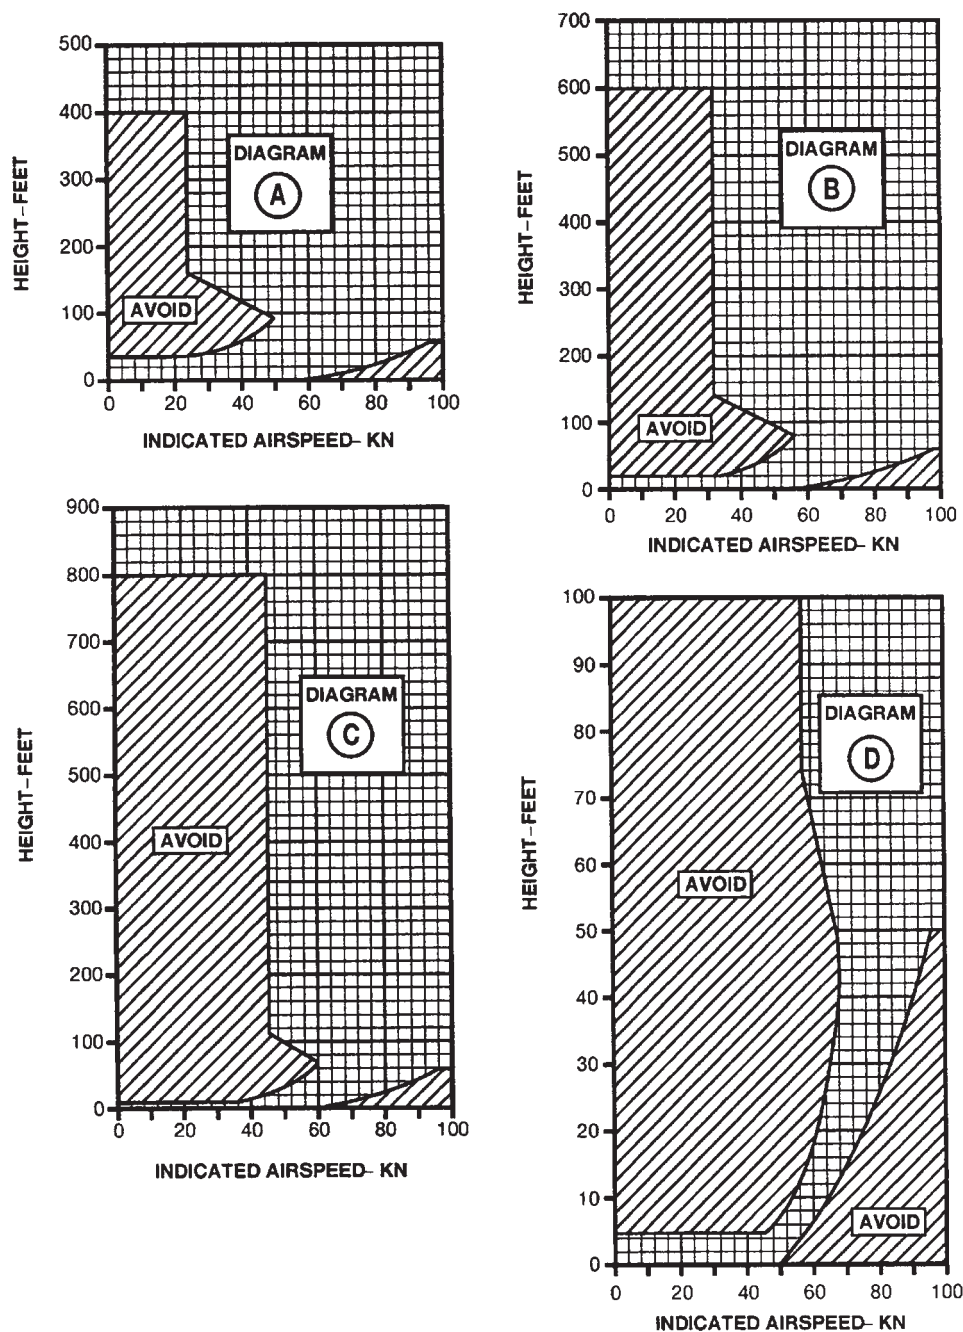 500
400
300
200
100
0
HEIGHT–FEET
DIAGRAM
A
AVOID
0 20 40 60 80 100
INDICATED AIRSPEED– KN
700
600
500
400
300
200
100
0
HEIGHT–FEET
DIAGRAM
B
AVOID
0 20 40 60 80 100
INDICATED AIRSPEED– KN
900
800
700
600
500
400
300
200
100
0
HEIGHT–FEET
DIAGRAM
C
AVOID
0 20 40 60 80 100
INDICATED AIRSPEED– KN
100
90
80
70
60
50
40
30
20
10
0
HEIGHT–FEET
DIAGRAM
D
AVOID
AVOID
0 20 40 60 80 100
INDICATED AIRSPEED– KN